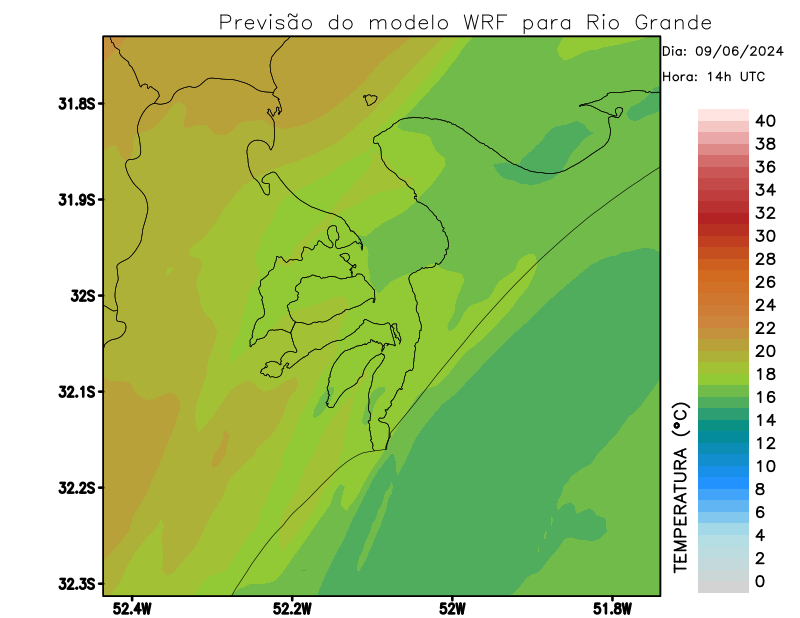 Previsão do modelo WRF para Rio Grande
Dia: 09/06/2024
Hora: 14h UTC
31.8S
31.9S
32S
32.1S
32.2S
32.3S
52.4W
52.2W
52W
51.8W
40
38
36
34
32
30
28
26
24
22
20
18
16
14
12
10
8
6
4
2
0
TEMPERATURA (°C)